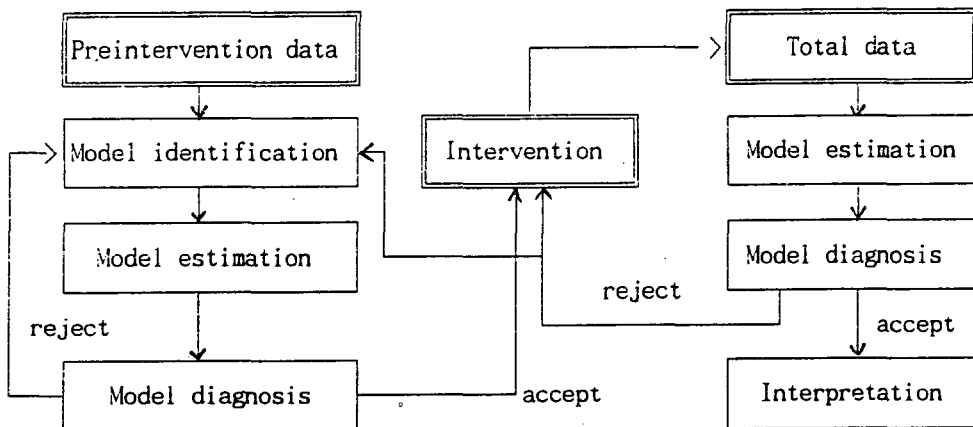 Preintervention data
Model identification
Model estimation
reject
Model diagnosis
accept
Intervention
Total data
Model estimation
Model diagnosis
reject
accept
Interpretation